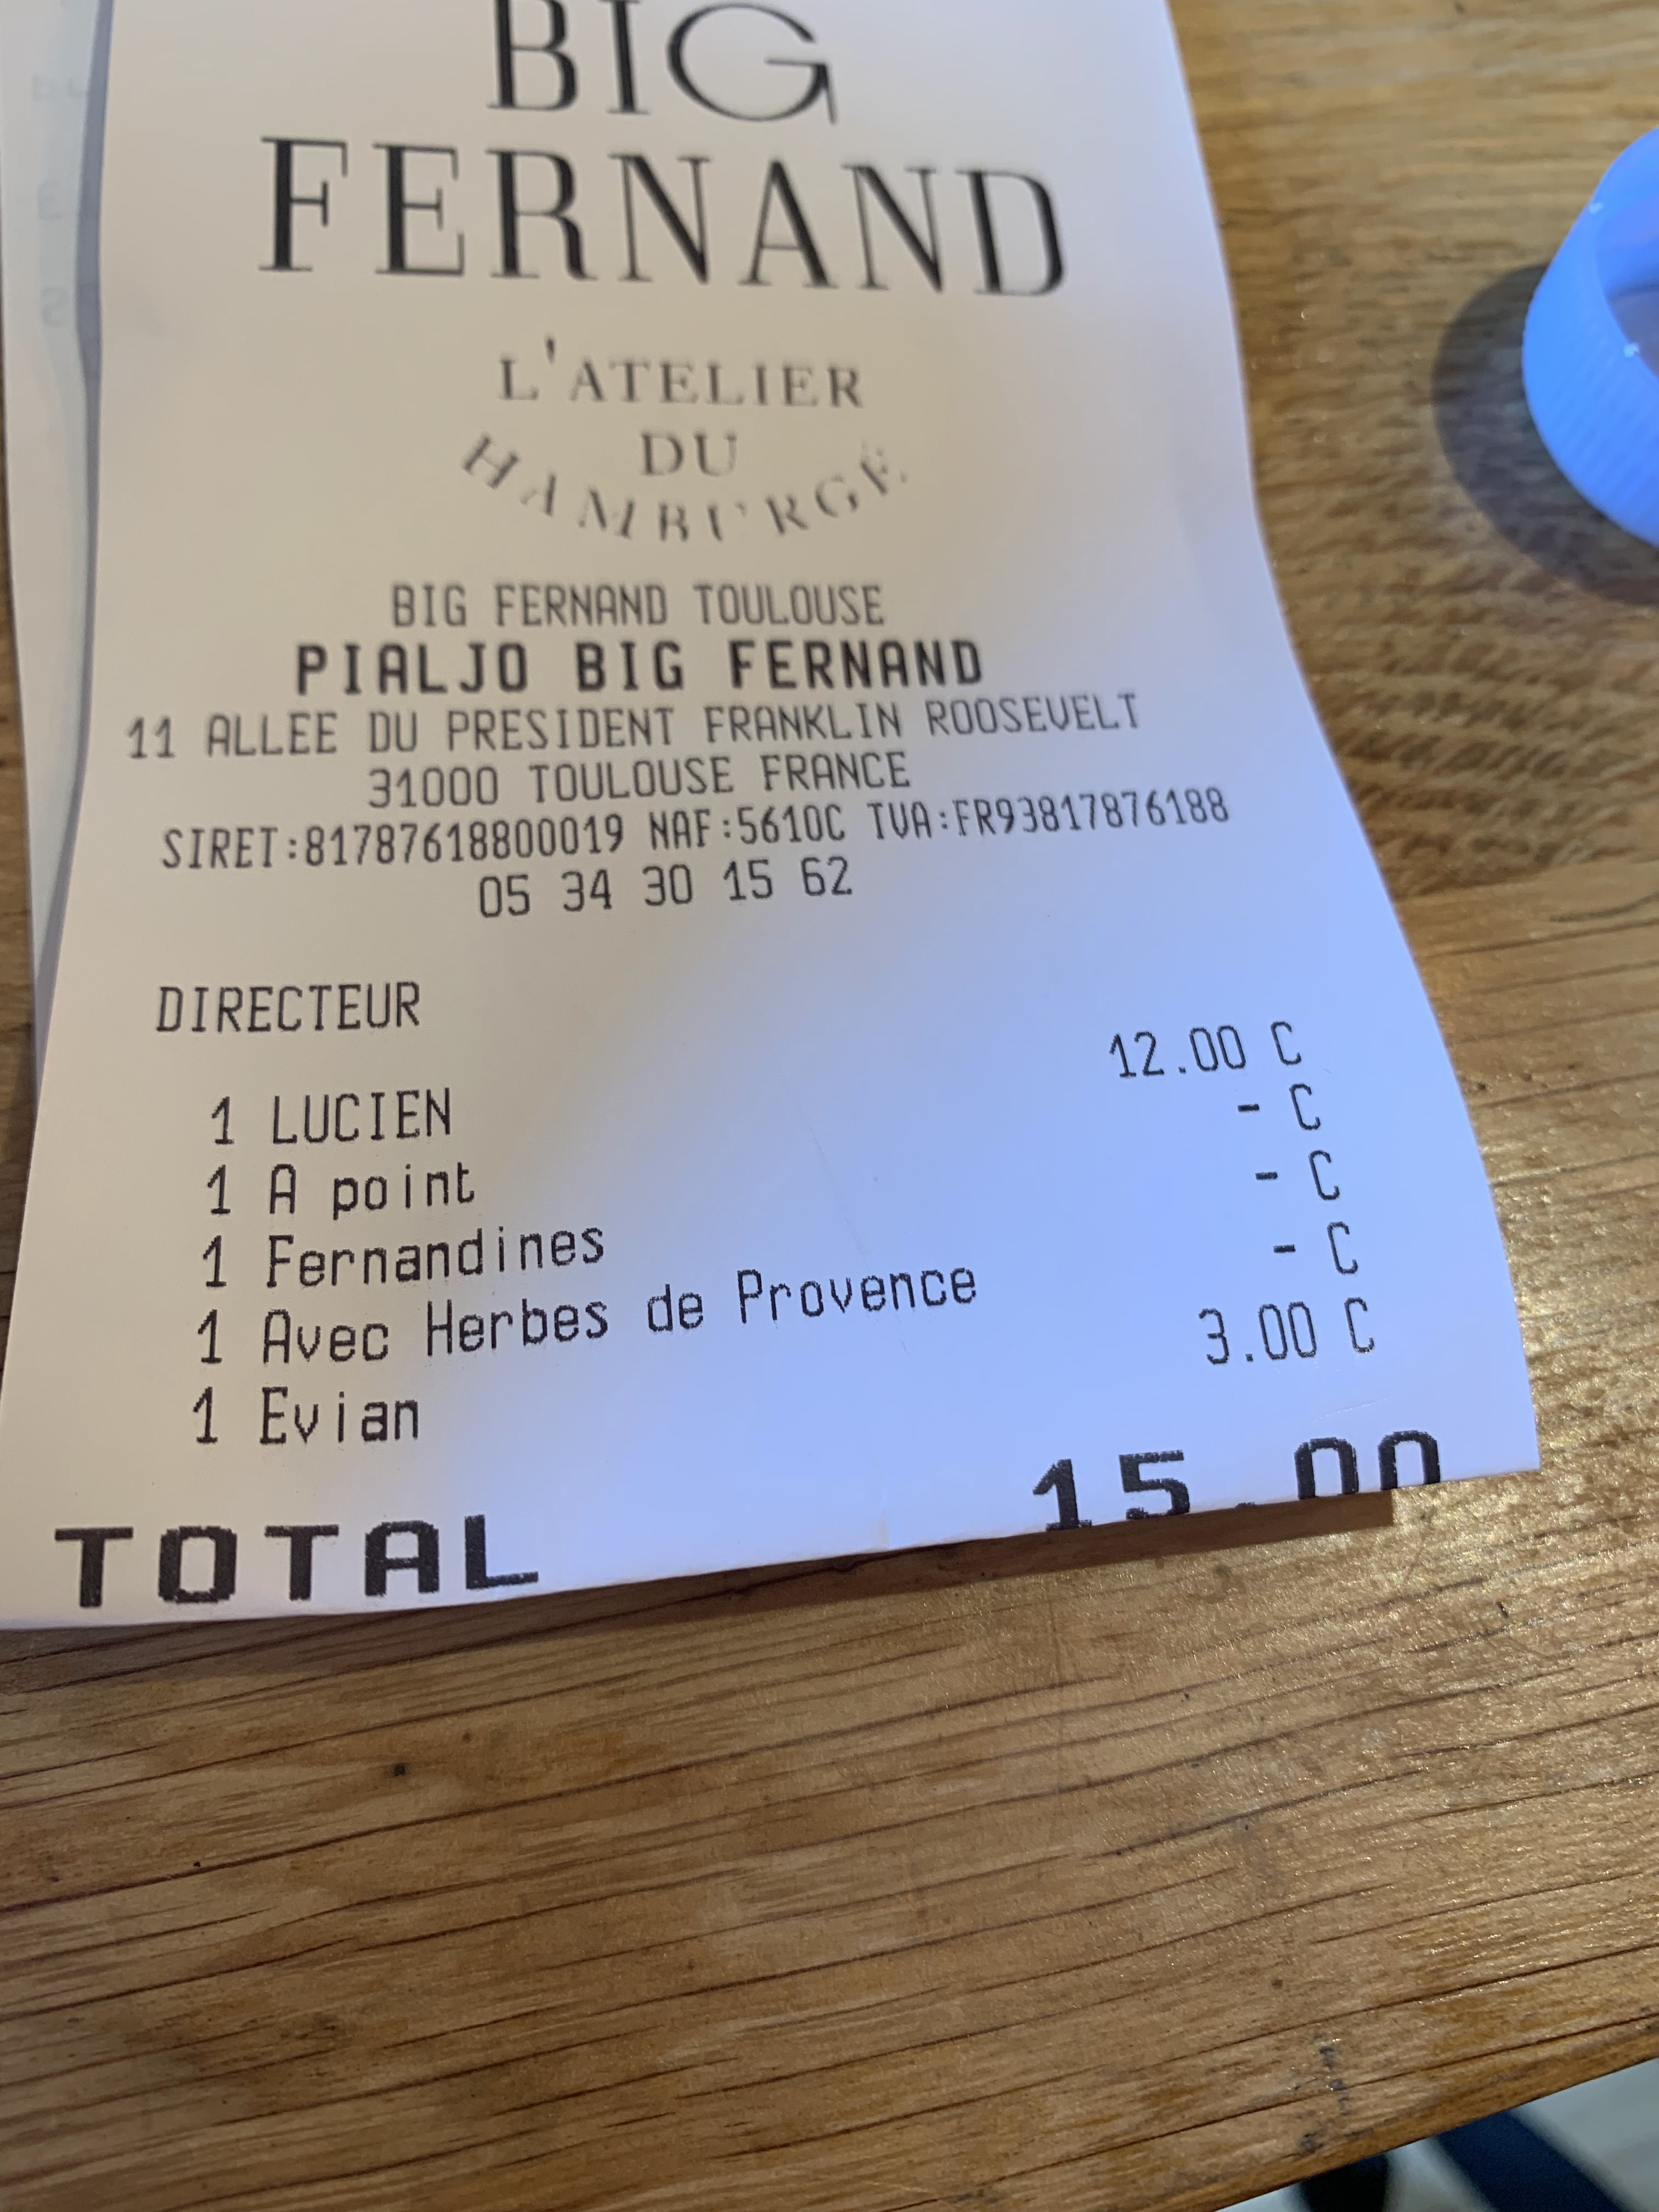 BIG
FERNAND
L'ATELIER
DU
HAMBURGÉ
BIG FERNAND TOULOUSE
PIALJO BIG FERNAND
11 ALLEE DU PRESIDENT FRANKLIN ROOSEVELT
31000 TOULOUSE FRANCE
SIRET:81787618800019 NAF:5610C TVA:FR93817876188
05 34 30 15 62
DIRECTEUR
1 LUCIEN 12.00 C
1 A point - C
1 Fernandines - C
1 Avec Herbes de Provence - C
1 Evian 3.00 C
TOTAL 15.00